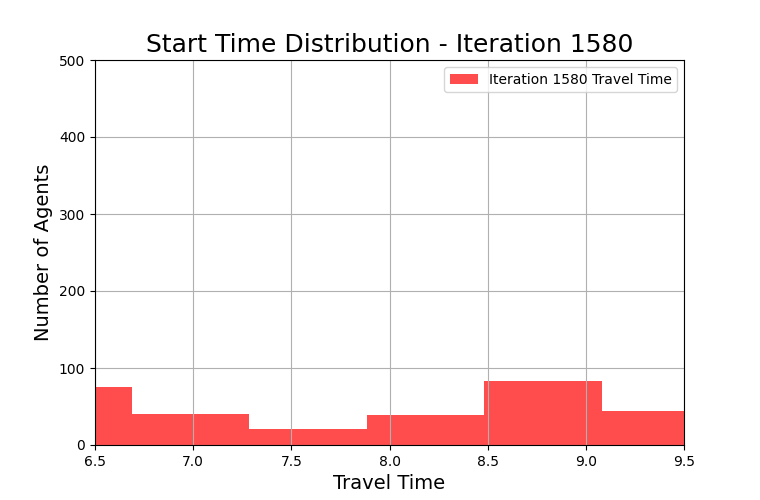 Start Time Distribution - Iteration 1580
Iteration 1580 Travel Time
Number of Agents
500
400
300
200
100
0
6.5 7.0 7.5 8.0 8.5 9.0 9.5
Travel Time